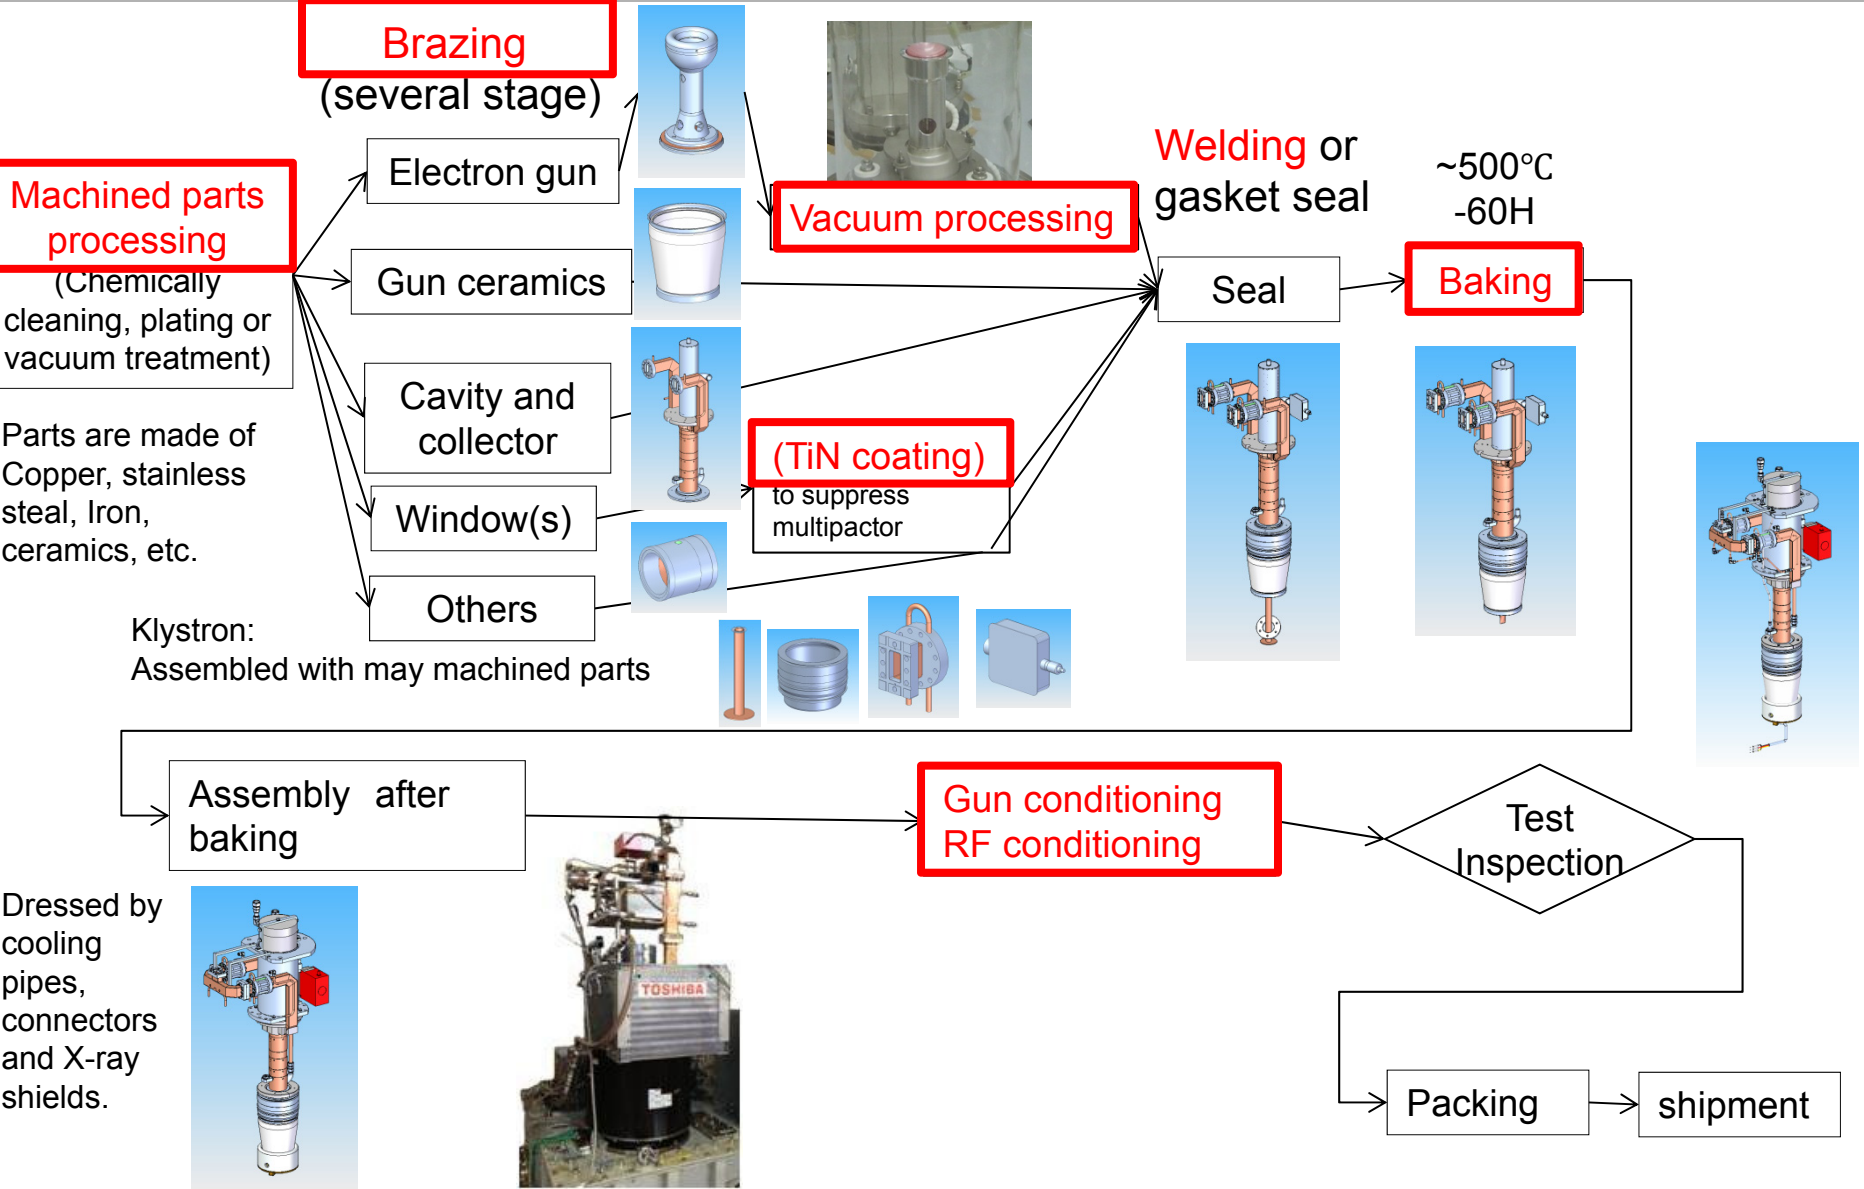 Brazing
(several stage)
Electron gun
Machined parts
processing
(Chemically
cleaning, plating or
vacuum treatment)
Gun ceramics
Cavity and
collector
Window(s)
Others
Vacuum processing
(TiN coating)
to suppress
multipactor
Welding or
gasket seal
Seal
~500℃
-60H
Baking
Parts are made of
Copper, stainless
steal, Iron,
ceramics, etc.
Klystron:
Assembled with may machined parts
Assembly after
baking
Gun conditioning
RF conditioning
Test
Inspection
Dressed by
cooling
pipes,
connectors
and X-ray
shields.
TOSHIBA
Packing
shipment